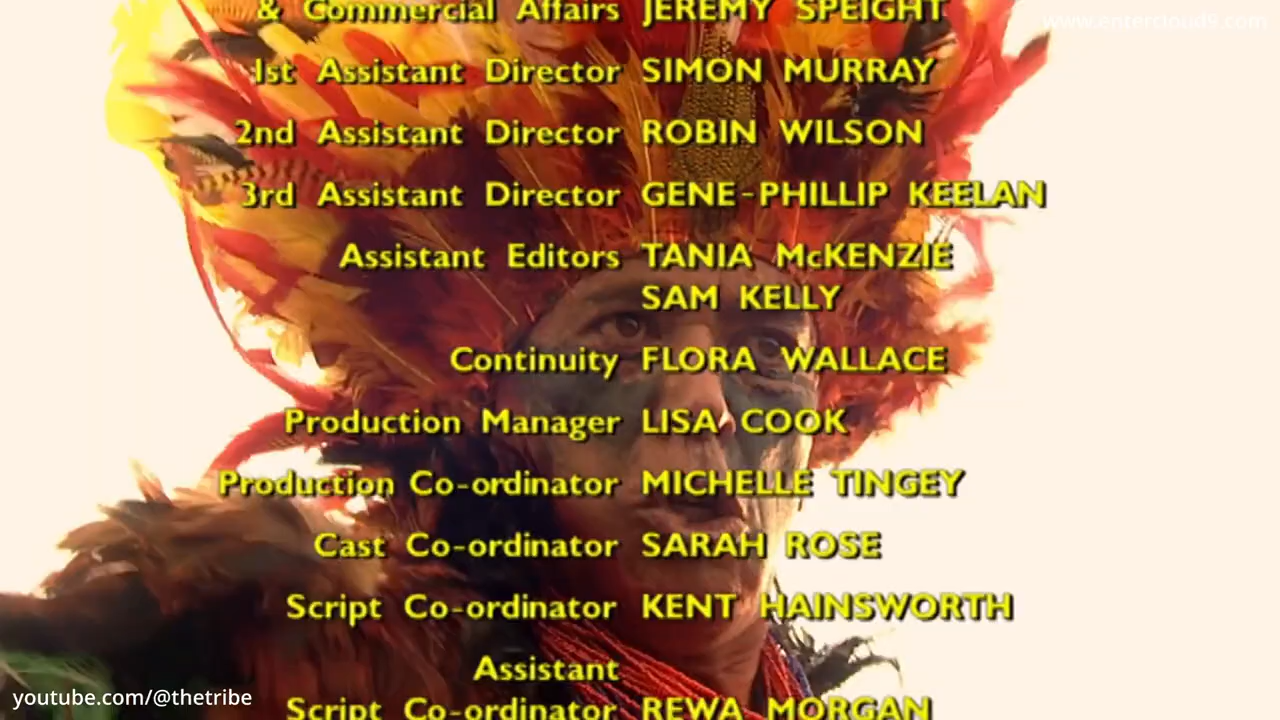 & Commercial Affairs JEREMY SPEIGHT
www.entercloud9.com
1st Assistant Director SIMON MURRAY
2nd Assistant Director ROBIN WILSON
3rd Assistant Director GENE-PHILLIP KEELAN
Assistant Editors TANIA McKENZIE
SAM KELLY
Continuity FLORA WALLACE
Production Manager LISA COOK
Production Co-ordinator MICHELLE TINGEY
Cast Co-ordinator SARAH ROSE
Script Co-ordinator KENT HAINSWORTH
Assistant
Script Co-ordinator REWA MORGAN
youtube.com/@thetribe